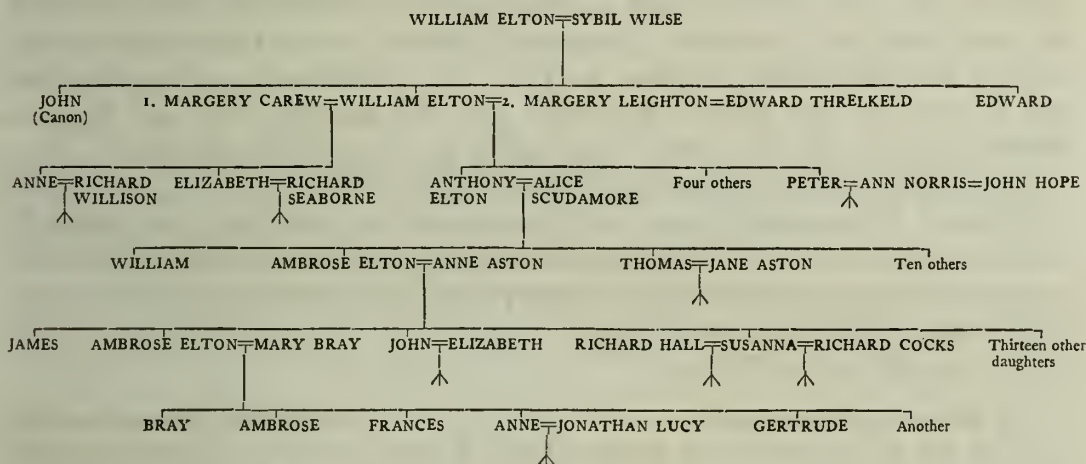 WILLIAM ELTON=SYBIL WILSE
JOHN
(Canon)
1. MARGERY CAREW=WILLIAM ELTON=2. MARGERY LEIGHTON=EDWARD THRELKELD
EDWARD
ANNE=RICHARD
WILLISON
ELIZABETH=RICHARD
SEABORNE
ANTHONY=ALICE
ELTON SCUDAMORE
Four others
PETER=ANN NORRIS=JOHN HOPE
WILLIAM
AMBROSE ELTON=ANNE ASTON
THOMAS=JANE ASTON
Ten others
JAMES
AMBROSE ELTON=MARY BRAY
JOHN=ELIZABETH
RICHARD HALL=SUSANNA=RICHARD COCKS
Thirteen other
daughters
BRAY
AMBROSE
FRANCES
ANNE=JONATHAN LUCY
GERTRUDE
Another